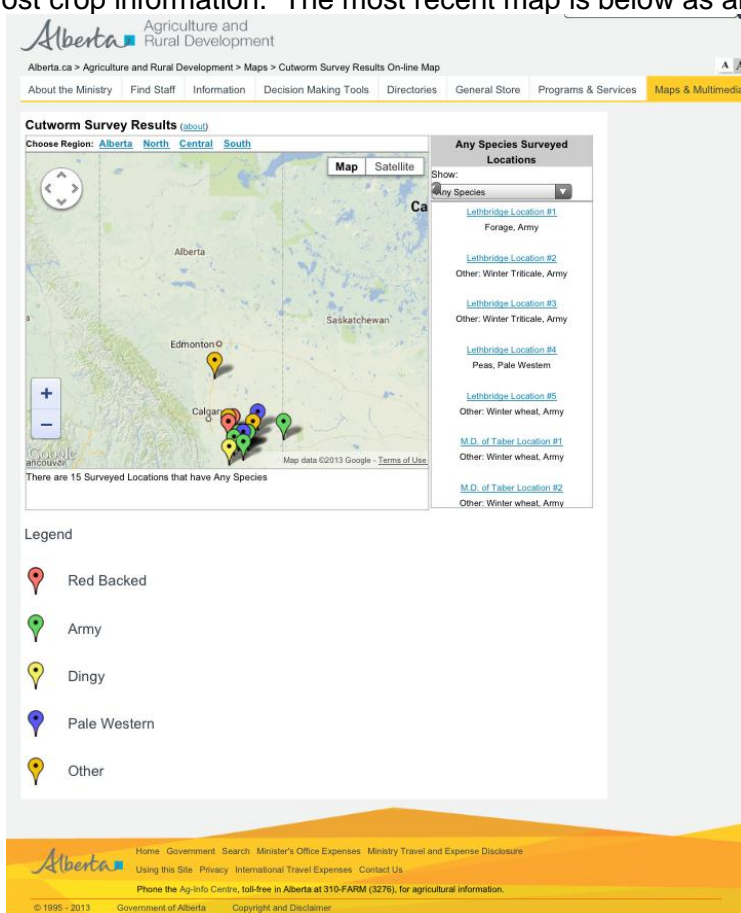 ost crop information. The most recent map is below as a
Alberta Agriculture and
Rural Development
Alberta.ca > Agriculture and Rural Development > Maps > Cutworm Survey Results On-line Map
A A
About the Ministry Find Staff Information Decision Making Tools Directories General Store Programs & Services Maps & Multimedia
Cutworm Survey Results (about)
Choose Region: Alberta North Central South
Map Satellite
Ca
Alberta
Saskatchewan
Edmonton
Calgary
+
−
Google
ancouver
Map data ©2013 Google - Terms of Use
There are 15 Surveyed Locations that have Any Species
Any Species Surveyed
Locations
Show:
Any Species
Lethbridge Location #1
Forage, Army
Lethbridge Location #2
Other: Winter Triticale, Army
Lethbridge Location #3
Other: Winter Triticale, Army
Lethbridge Location #4
Peas, Pale Western
Lethbridge Location #5
Other: Winter wheat, Army
M.D. of Taber Location #1
Other: Winter wheat, Army
M.D. of Taber Location #2
Other: Winter wheat, Army
Legend
Red Backed
Army
Dingy
Pale Western
Other
Alberta
Home Government Search Minister's Office Expenses Ministry Travel and Expense Disclosure
Using this Site Privacy International Travel Expenses Contact Us
Phone the Ag-Info Centre, toll-free in Alberta at 310-FARM (3276), for agricultural information.
© 1995 - 2013 Government of Alberta Copyright and Disclaimer